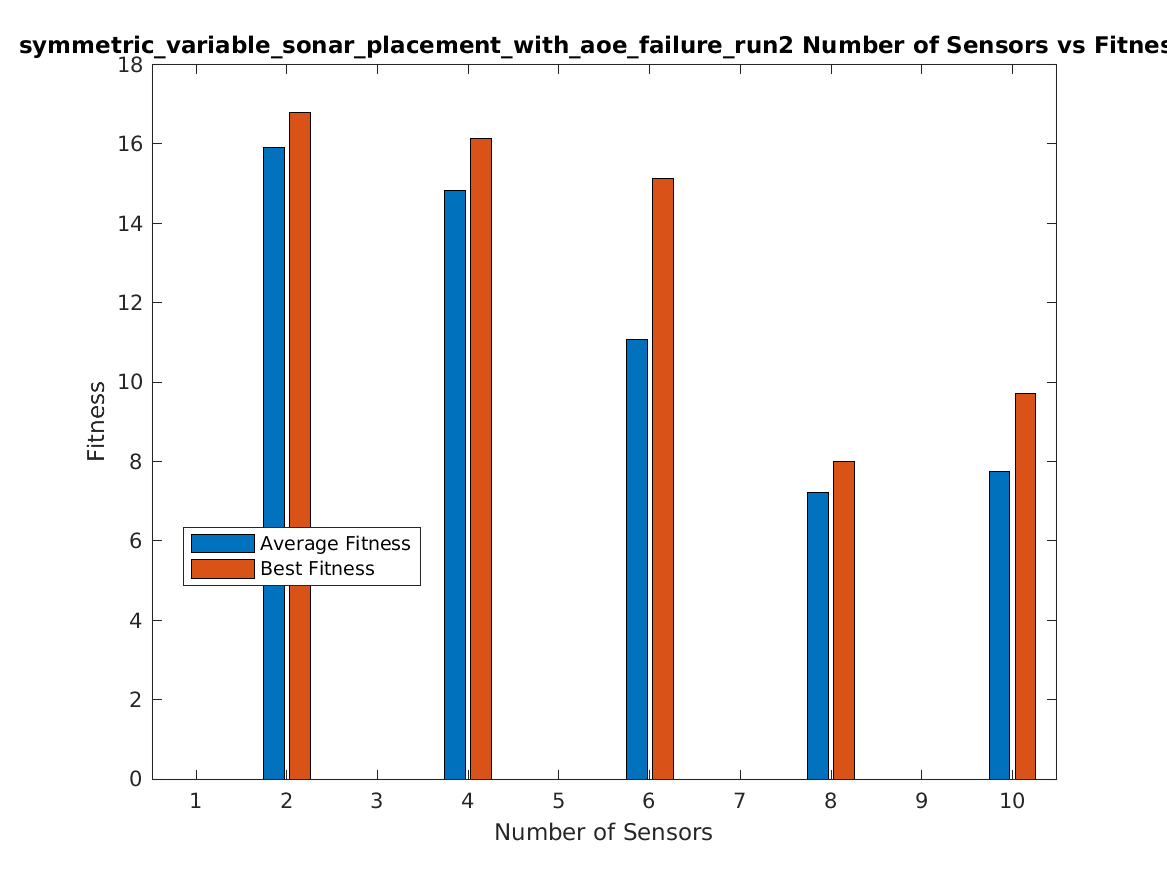 symmetric_variable_sonar_placement_with_aoe_failure_run2 Number of Sensors vs Fitnes
18
16
14
12
10
8
6
4
2
0
Fitness
Average Fitness
Best Fitness
1 2 3 4 5 6 7 8 9 10
Number of Sensors